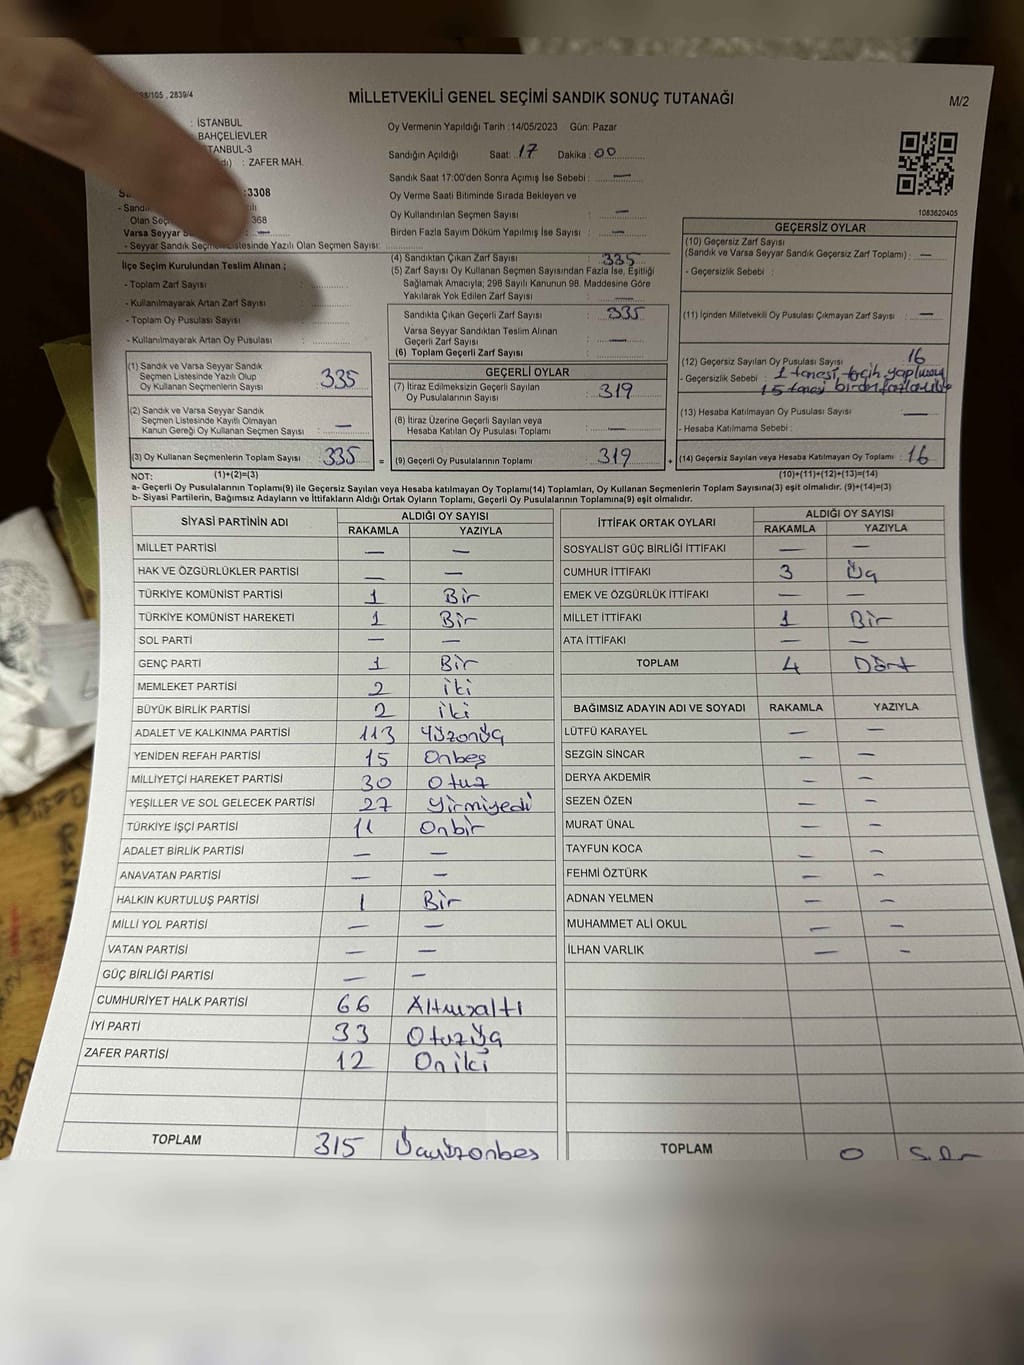 98/105 , 2839/4
MİLLETVEKİLİ GENEL SEÇİMİ SANDIK SONUÇ TUTANAĞI
M/2
: İSTANBUL
: BAHÇELİEVLER
TANBUL-3
: ZAFER MAH.
:3308
368
Varsa Seyyar —
- Seyyar Sandık Seçmen Listesinde Yazılı Olan Seçmen Sayısı:
Oy Vermenin Yapıldığı Tarih :14/05/2023 Gün: Pazar
Sandığın Açıldığı Saat: 17 Dakika : 00
Sandık Saat 17:00'den Sonra Açımış İse Sebebi : —
Oy Verme Saati Bitiminde Sırada Bekleyen ve
Oy Kullandırılan Seçmen Sayısı : —
Birden Fazla Sayım Döküm Yapılmış İse Sayısı : —
1083620405
İlçe Seçim Kurulundan Teslim Alınan ;
- Toplam Zarf Sayısı :
- Kullanılmayarak Artan Zarf Sayısı :
- Toplam Oy Pusulası Sayısı :
- Kullanılmayarak Artan Oy Pusulası :
(4) Sandıktan Çıkan Zarf Sayısı : 335
(5) Zarf Sayısı Oy Kullanan Seçmen Sayısından Fazla İse, Eşitliği
Sağlamak Amacıyla; 298 Sayılı Kanunun 98. Maddesine Göre
Yakılarak Yok Edilen Zarf Sayısı : —
Sandıkta Çıkan Geçerli Zarf Sayısı : 335
Varsa Seyyar Sandıktan Teslim Alınan
Geçerli Zarf Sayısı : —
(6) Toplam Geçerli Zarf Sayısı :
GEÇERSİZ OYLAR
(10) Geçersiz Zarf Sayısı
(Sandık ve Varsa Seyyar Sandık Geçersiz Zarf Toplamı) : —
- Geçersizlik Sebebi :
(11) İçinden Milletvekili Oy Pusulası Çıkmayan Zarf Sayısı : —
(12) Geçersiz Sayılan Oy Pusulası Sayısı 16
- Geçersizlik Sebebi : 1 tanesi
15 tanesi birden
(13) Hesaba Katılmayan Oy Pusulası Sayısı : —
- Hesaba Katılmama Sebebi :
(14) Geçersiz Sayılan veya Hesaba Katılmayan Oy Toplamı : 16
(1) Sandık ve Varsa Seyyar Sandık
Seçmen Listesinde Yazılı Olup
Oy Kullanan Seçmenlerin Sayısı : 335
(2) Sandık ve Varsa Seyyar Sandık
Seçmen Listesinde Kayıtlı Olmayan
Kanun Gereği Oy Kullanan Seçmen Sayısı : —
(3) Oy Kullanan Seçmenlerin Toplam Sayısı : 335 =
GEÇERLİ OYLAR
(7) İtiraz Edilmeksizin Geçerli Sayılan
Oy Pusulalarının Sayısı : 319
(8) İtiraz Üzerine Geçerli Sayılan veya
Hesaba Katılan Oy Pusulası Toplamı : —
(9) Geçerli Oy Pusulalarının Toplamı : 319 +
NOT: (1)+(2)=(3) (10)+(11)+(12)+(13)=(14)
a- Geçerli Oy Pusulalarının Toplamı(9) ile Geçersiz Sayılan veya Hesaba katılmayan Oy Toplamı(14) Toplamları, Oy Kullanan Seçmenlerin Toplam Sayısına(3) eşit olmalıdır. (9)+(14)=(3)
b- Siyasi Partilerin, Bağımsız Adayların ve İttifakların Aldığı Ortak Oyların Toplamı, Geçerli Oy Pusulalarının Toplamına(9) eşit olmalıdır.
SİYASİ PARTİNİN ADI ALDIĞI OY SAYISI
RAKAMLA YAZIYLA
MİLLET PARTİSİ — —
HAK VE ÖZGÜRLÜKLER PARTİSİ — —
TÜRKİYE KOMÜNİST PARTİSİ 1 Bir
TÜRKİYE KOMÜNİST HAREKETİ 1 Bir
SOL PARTİ — —
GENÇ PARTİ 1 Bir
MEMLEKET PARTİSİ 2 iki
BÜYÜK BİRLİK PARTİSİ 2 iki
ADALET VE KALKINMA PARTİSİ 113 Yüzonüç
YENİDEN REFAH PARTİSİ 15 Onbeş
MİLLİYETÇİ HAREKET PARTİSİ 30 Otuz
YEŞİLLER VE SOL GELECEK PARTİSİ 27 Yirmiyedi
TÜRKİYE İŞÇİ PARTİSİ 11 Onbir
ADALET BİRLİK PARTİSİ — —
ANAVATAN PARTİSİ — —
HALKIN KURTULUŞ PARTİSİ 1 Bir
MİLLİ YOL PARTİSİ — —
VATAN PARTİSİ — —
GÜÇ BİRLİĞİ PARTİSİ — —
CUMHURİYET HALK PARTİSİ 66 Altmışaltı
İYİ PARTİ 33 Otuzüç
ZAFER PARTİSİ 12 Oniki
TOPLAM 315 Üçyüzonbeş
İTTİFAK ORTAK OYLARI ALDIĞI OY SAYISI
RAKAMLA YAZIYLA
SOSYALİST GÜÇ BİRLİĞİ İTTİFAKI — —
CUMHUR İTTİFAKI 3 Üç
EMEK VE ÖZGÜRLÜK İTTİFAKI — —
MİLLET İTTİFAKI 1 Bir
ATA İTTİFAKI — —
TOPLAM 4 Dört
BAĞIMSIZ ADAYIN ADI VE SOYADI RAKAMLA YAZIYLA
LÜTFÜ KARAYEL — —
SEZGİN SİNCAR — —
DERYA AKDEMİR — —
SEZEN ÖZEN — —
MURAT ÜNAL — —
TAYFUN KOCA — —
FEHMİ ÖZTÜRK — —
ADNAN YELMEN — —
MUHAMMET ALİ OKUL — —
İLHAN VARLIK — —
TOPLAM 0